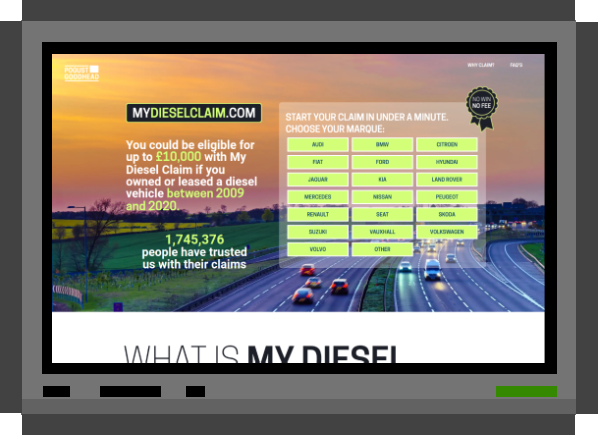 POGUST
GOODHEAD
WHY CLAIM?
FAQ'S
MYDIESELCLAIM.COM
You could be eligible for
up to £10,000 with My
Diesel Claim if you
owned or leased a diesel
vehicle between 2009
and 2020.
1,745,376
people have trusted
us with their claims
NO WIN
NO FEE
START YOUR CLAIM IN UNDER A MINUTE.
CHOOSE YOUR MARQUE:
AUDI BMW CITROEN
FIAT FORD HYUNDAI
JAGUAR KIA LAND ROVER
MERCEDES NISSAN PEUGEOT
RENAULT SEAT SKODA
SUZUKI VAUXHALL VOLKSWAGEN
VOLVO OTHER
WHAT IS MY DIESEL